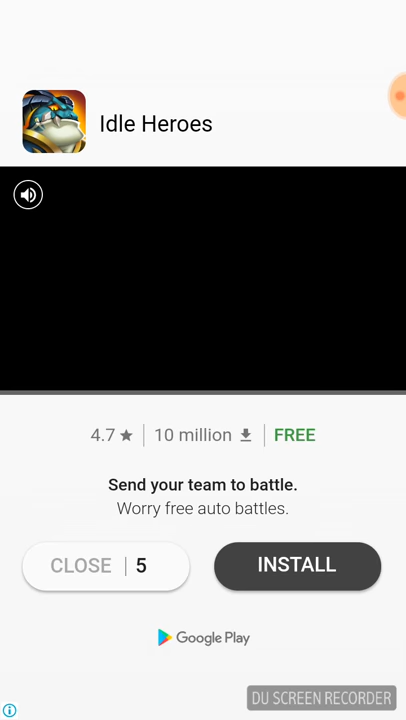 Idle Heroes
4.7 ★ | 10 million | FREE
Send your team to battle.
Worry free auto battles.
CLOSE | 5
INSTALL
Google Play
DU SCREEN RECORDER